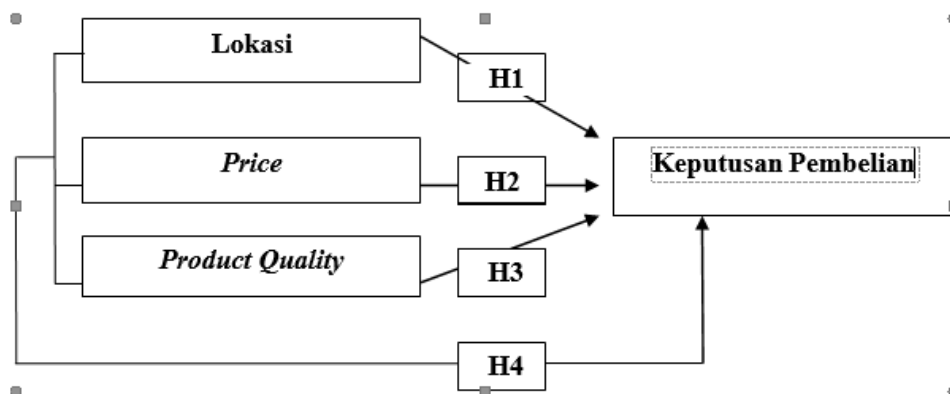 Lokasi
H1
Price
H2
Keputusan Pembelian
Product Quality
H3
H4